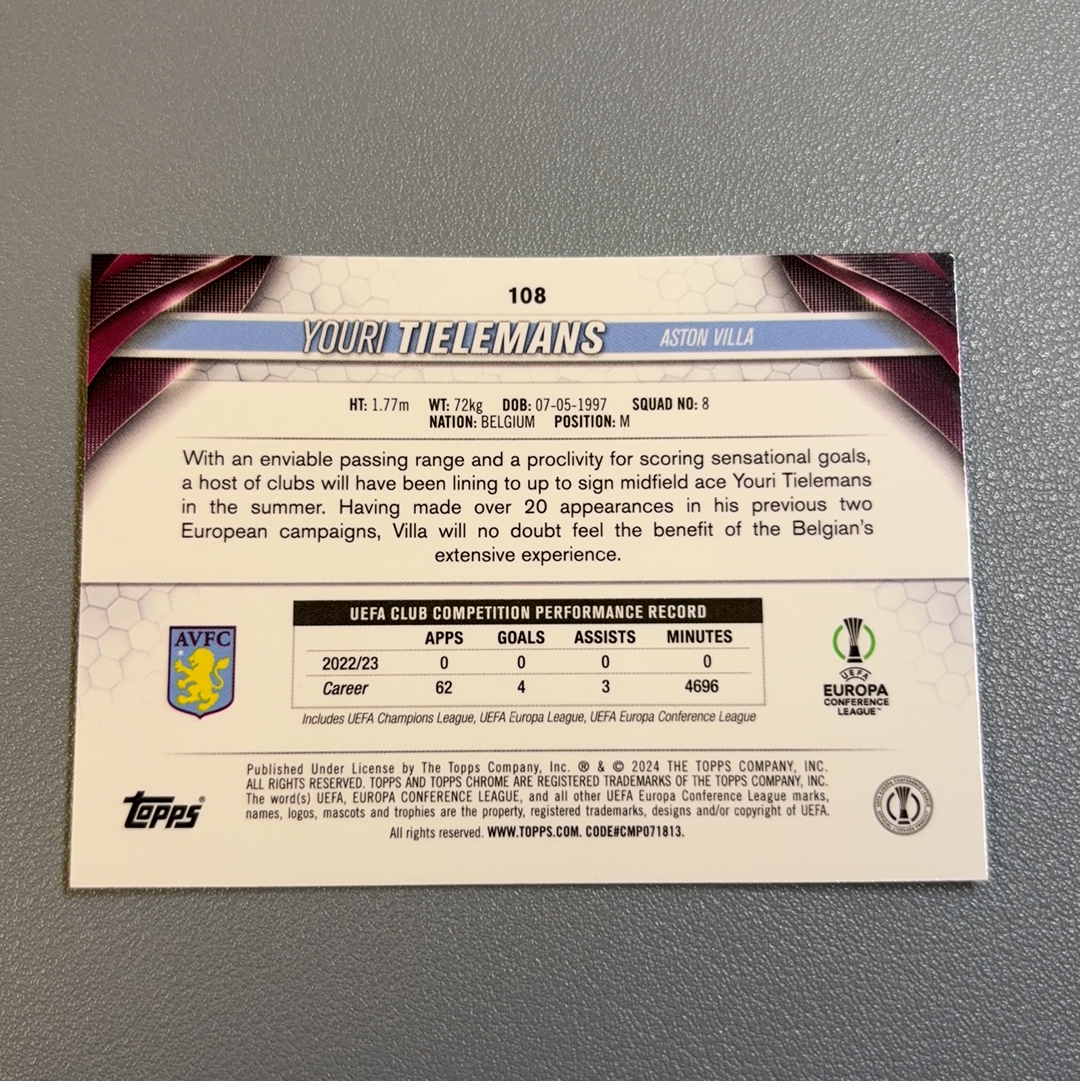 108
YOURI TIELEMANS ASTON VILLA
HT: 1.77m WT: 72kg DOB: 07-05-1997 SQUAD NO: 8
NATION: BELGIUM POSITION: M
With an enviable passing range and a proclivity for scoring sensational goals,
a host of clubs will have been lining to up to sign midfield ace Youri Tielemans
in the summer. Having made over 20 appearances in his previous two
European campaigns, Villa will no doubt feel the benefit of the Belgian's
extensive experience.
UEFA CLUB COMPETITION PERFORMANCE RECORD
APPS GOALS ASSISTS MINUTES
2022/23 0 0 0 0
Career 62 4 3 4696
Includes UEFA Champions League, UEFA Europa League, UEFA Europa Conference League
AVFC
UEFA
EUROPA
CONFERENCE
LEAGUE™
Published Under License by The Topps Company, Inc. ® & © 2024 THE TOPPS COMPANY, INC.
ALL RIGHTS RESERVED. TOPPS AND TOPPS CHROME ARE REGISTERED TRADEMARKS OF THE TOPPS COMPANY, INC.
The word(s) UEFA, EUROPA CONFERENCE LEAGUE, and all other UEFA Europa Conference League marks,
names, logos, mascots and trophies are the property, registered trademarks, designs and/or copyright of UEFA.
All rights reserved. WWW.TOPPS.COM. CODE#CMP071813.
Topps®